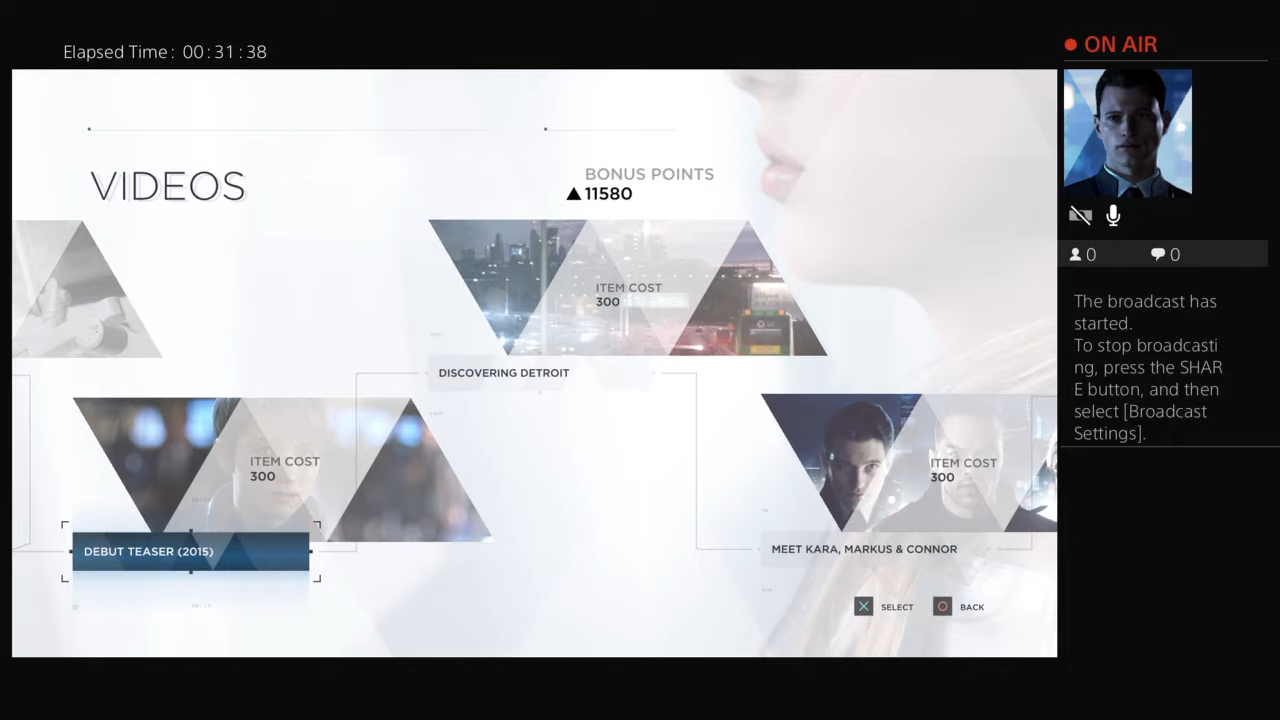 Elapsed Time: 00:31:38
ON AIR
VIDEOS
BONUS POINTS
11580
ITEM COST
300
DISCOVERING DETROIT
ITEM COST
300
DEBUT TEASER (2015)
ITEM COST
300
MEET KARA, MARKUS & CONNOR
SELECT
BACK
0
0
The broadcast has
started.
To stop broadcasti
ng, press the SHAR
E button, and then
select [Broadcast
Settings].